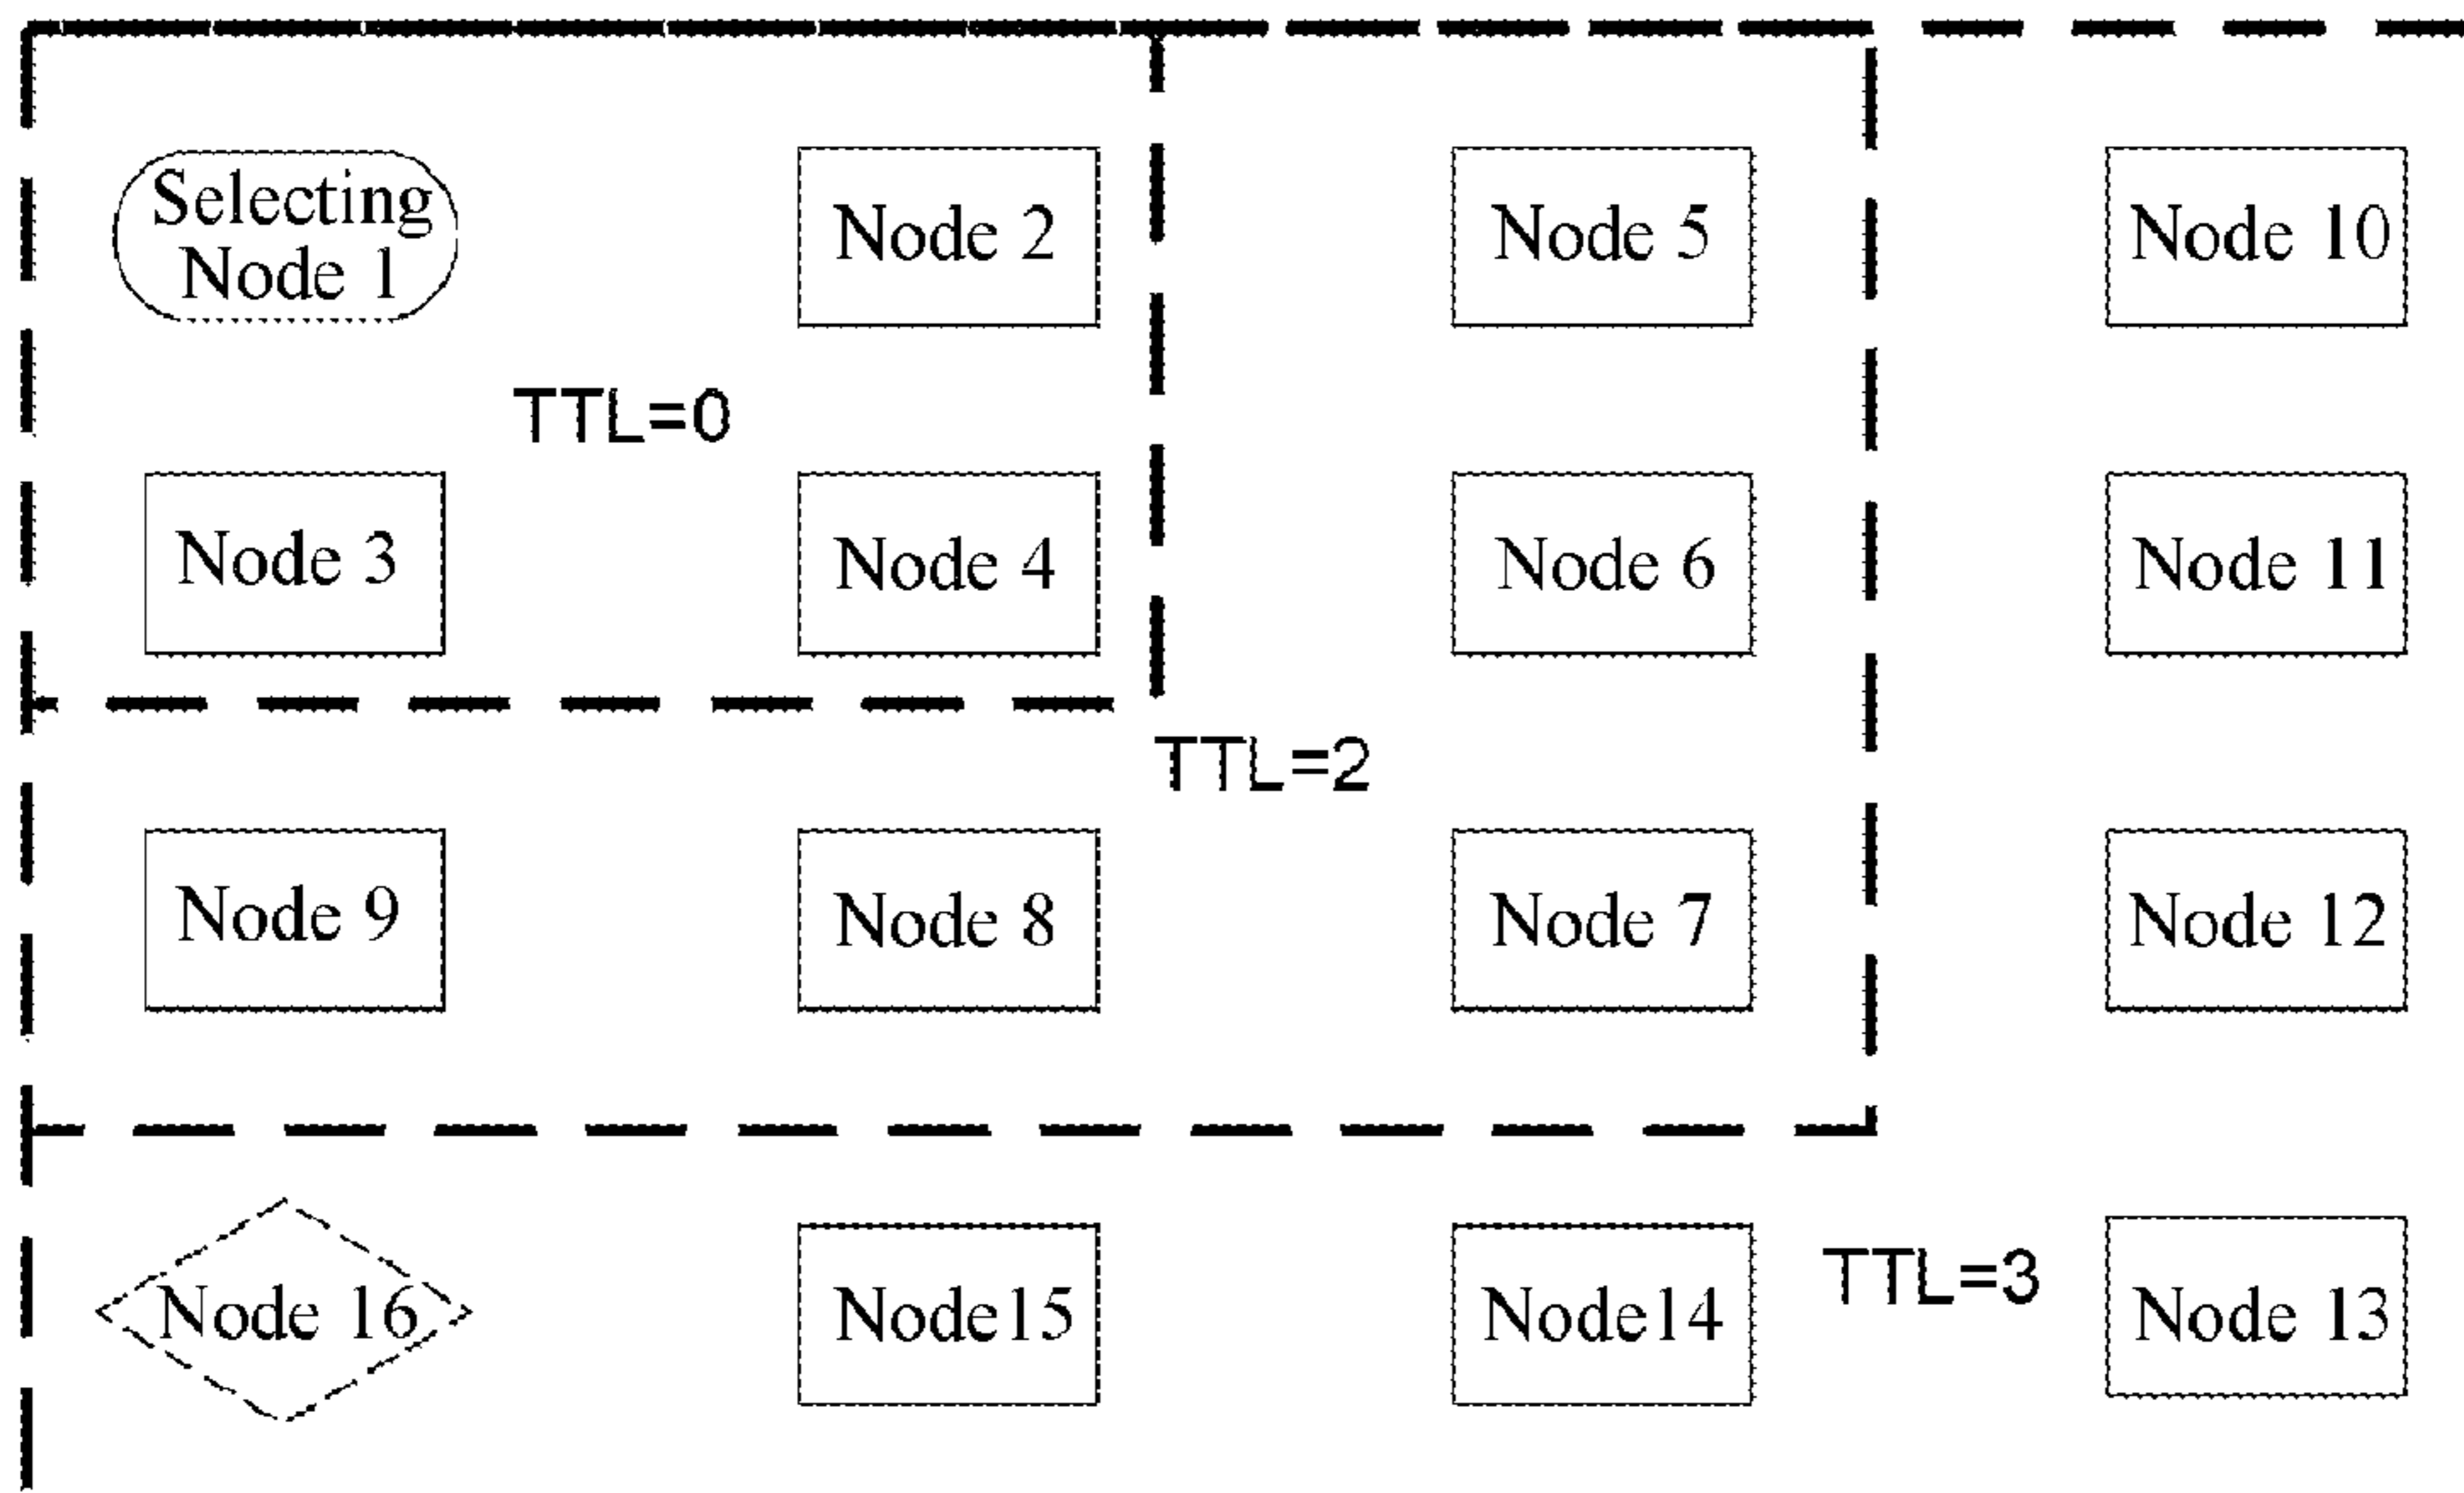 Selecting
Node 1
Node 2
Node 5
Node 10
TTL=0
Node 3
Node 4
Node 6
Node 11
TTL=2
Node 9
Node 8
Node 7
Node 12
Node 16
Node15
Node14
TTL=3
Node 13